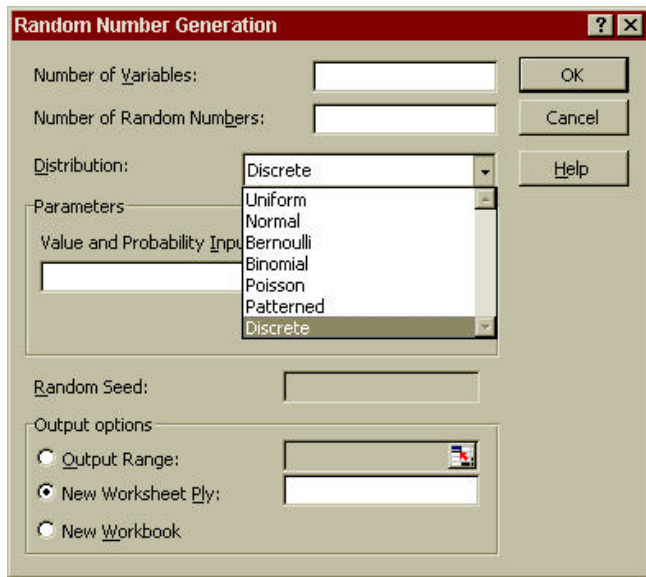 Random Number Generation
? X
Number of Variables:
OK
Number of Random Numbers:
Cancel
Distribution:
Discrete
Help
Uniform
Normal
Bernoulli
Binomial
Poisson
Patterned
Discrete
Parameters
Value and Probability
Random Seed:
Output options
Output Range:
New Worksheet Ply:
New Workbook